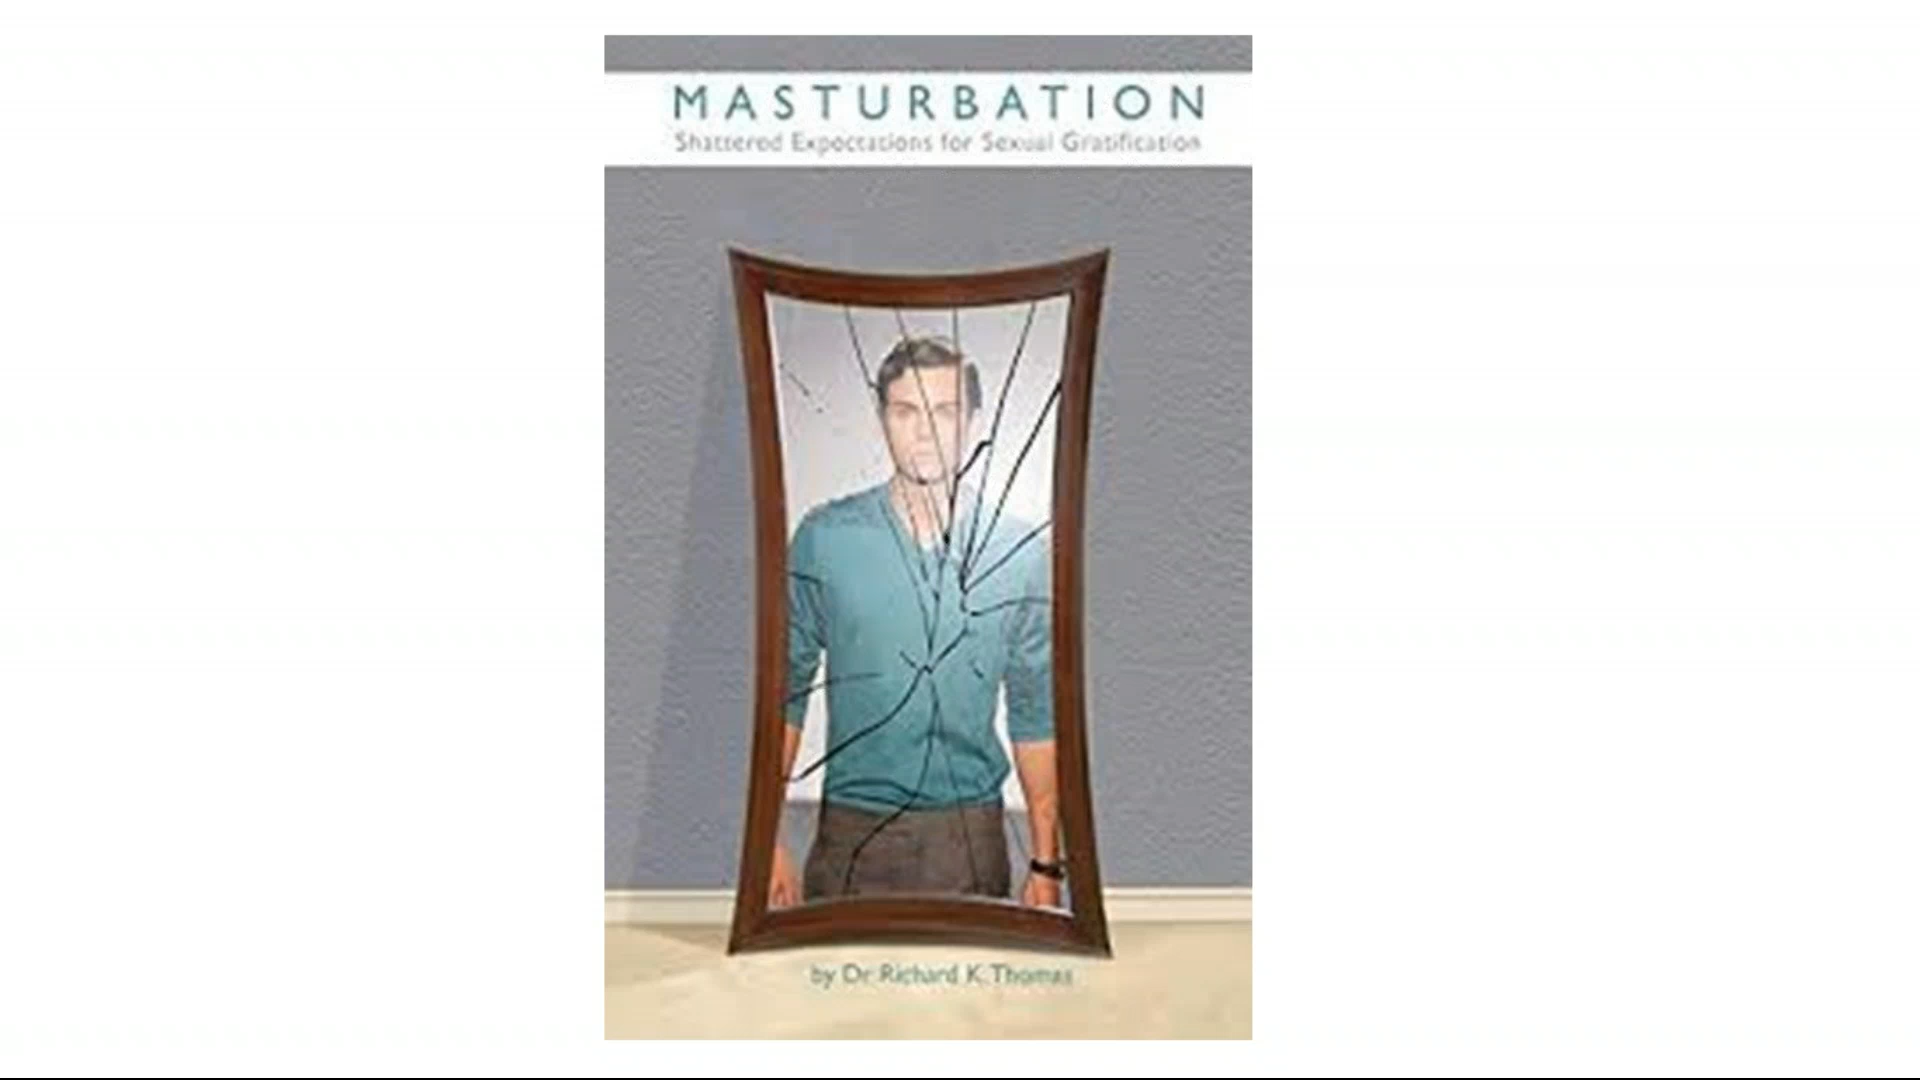 MASTURBATION
Shattered Expectations for Sexual Gratification
by Dr Richard K. Thomas